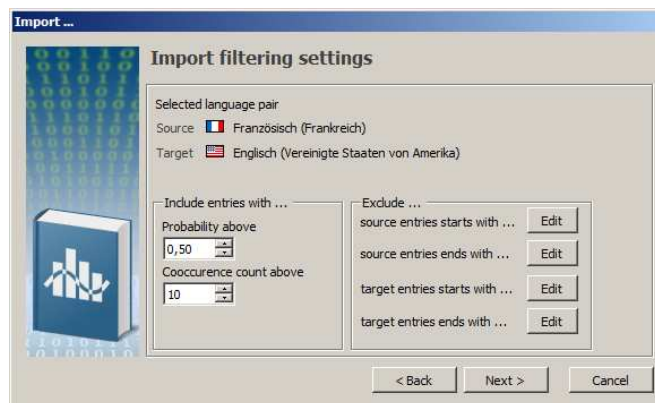 Import ...
Import filtering settings
Selected language pair
Source Französisch (Frankreich)
Target Englisch (Vereinigte Staaten von Amerika)
Include entries with ...
Probability above
0,50
Cooccurence count above
10
Exclude ...
source entries starts with ... Edit
source entries ends with ... Edit
target entries starts with ... Edit
target entries ends with ... Edit
< Back Next > Cancel